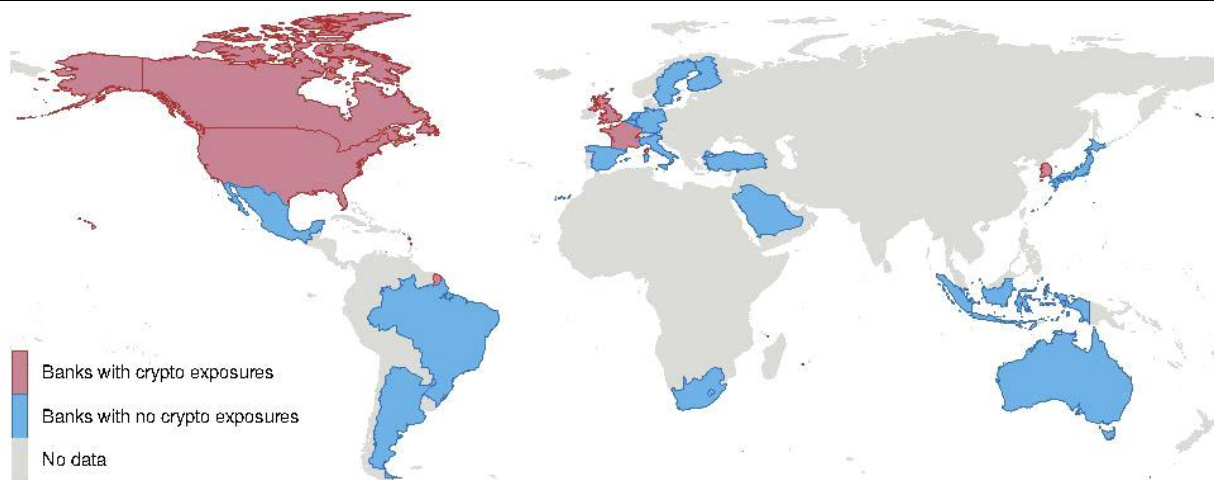 Banks with crypto exposures
Banks with no crypto exposures
No data